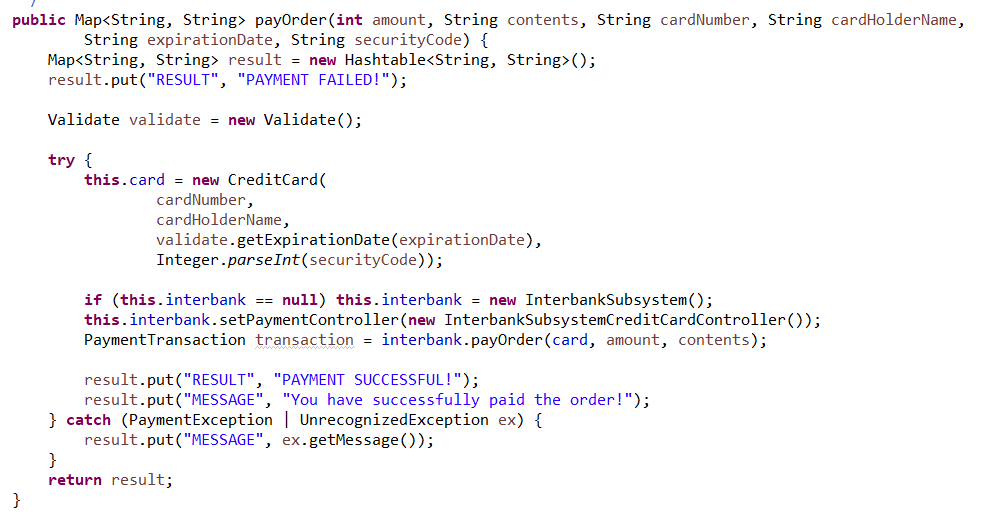 /
public Map<String, String> payOrder(int amount, String contents, String cardNumber, String cardHolderName,
        String expirationDate, String securityCode) {
    Map<String, String> result = new Hashtable<String, String>();
    result.put("RESULT", "PAYMENT FAILED!");

    Validate validate = new Validate();

    try {
        this.card = new CreditCard(
                cardNumber,
                cardHolderName,
                validate.getExpirationDate(expirationDate),
                Integer.parseInt(securityCode));

        if (this.interbank == null) this.interbank = new InterbankSubsystem();
        this.interbank.setPaymentController(new InterbankSubsystemCreditCardController());
        PaymentTransaction transaction = interbank.payOrder(card, amount, contents);

        result.put("RESULT", "PAYMENT SUCCESSFUL!");
        result.put("MESSAGE", "You have successfully paid the order!");
    } catch (PaymentException | UnrecognizedException ex) {
        result.put("MESSAGE", ex.getMessage());
    }
    return result;
}